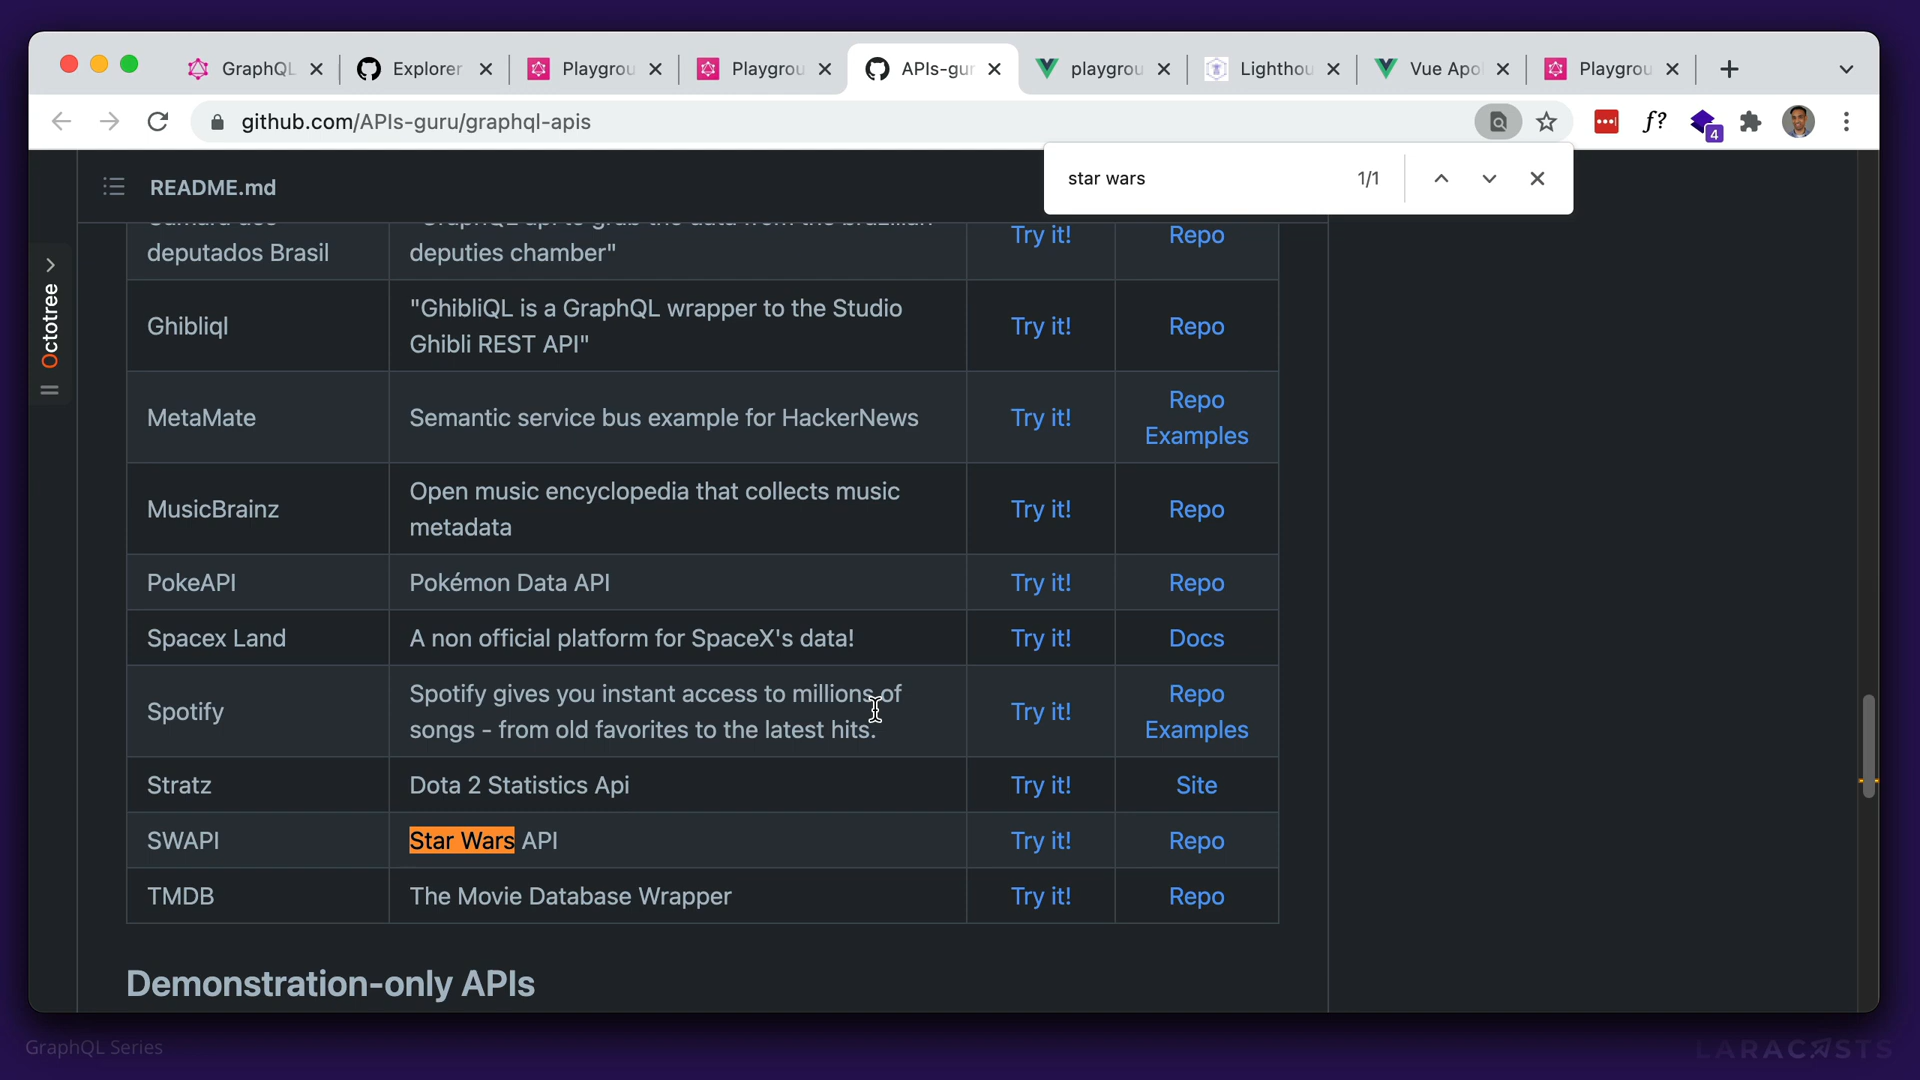 GraphQL
Explorer
Playgrou
Playgrou
APIs-gur
playgrou
Lighthou
Vue Apol
Playgrou
github.com/APIs-guru/graphql-apis
f?
4
star wars
1/1
README.md
Octotree
deputados Brasil
deputies chamber"
Try it!
Repo
Ghibliql
"GhibliQL is a GraphQL wrapper to the Studio
Ghibli REST API"
Try it!
Repo
MetaMate
Semantic service bus example for HackerNews
Try it!
Repo
Examples
MusicBrainz
Open music encyclopedia that collects music
metadata
Try it!
Repo
PokeAPI
Pokémon Data API
Try it!
Repo
Spacex Land
A non official platform for SpaceX's data!
Try it!
Docs
Spotify
Spotify gives you instant access to millions of
songs - from old favorites to the latest hits.
Try it!
Repo
Examples
Stratz
Dota 2 Statistics Api
Try it!
Site
SWAPI
Star Wars API
Try it!
Repo
TMDB
The Movie Database Wrapper
Try it!
Repo
Demonstration-only APIs
GraphQL Series
LARACASTS